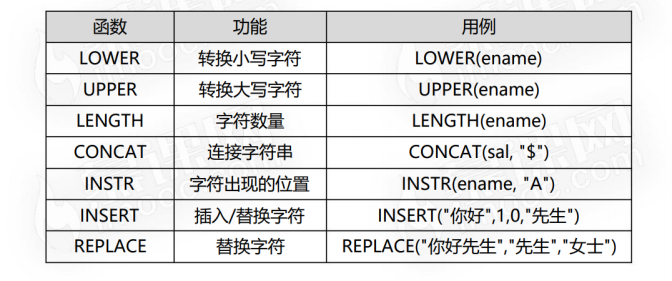 函数 功能 用例
LOWER 转换小写字符 LOWER(ename)
UPPER 转换大写字符 UPPER(ename)
LENGTH 字符数量 LENGTH(ename)
CONCAT 连接字符串 CONCAT(sal, "$")
INSTR 字符出现的位置 INSTR(ename, "A")
INSERT 插入/替换字符 INSERT("你好",1,0,"先生")
REPLACE 替换字符 REPLACE("你好先生","先生","女士")